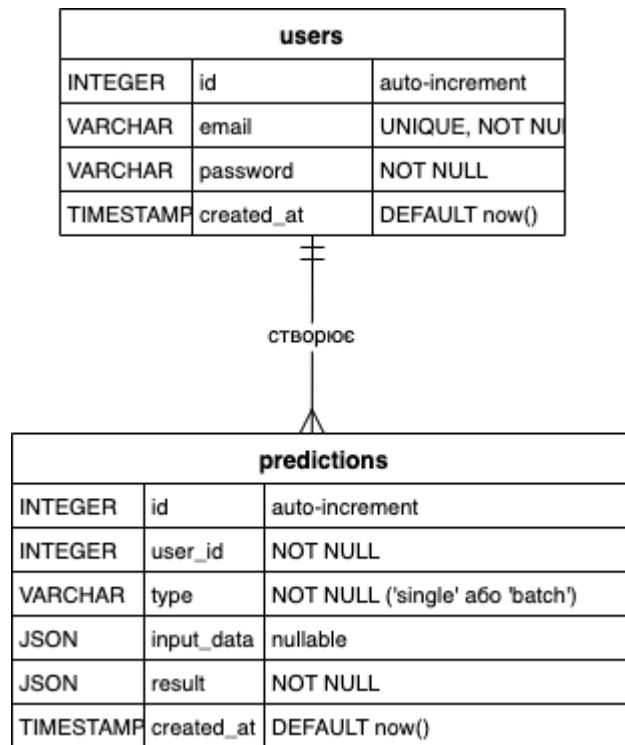 users
INTEGER id auto-increment
VARCHAR email UNIQUE, NOT NU
VARCHAR password NOT NULL
TIMESTAMP created_at DEFAULT now()
створює
predictions
INTEGER id auto-increment
INTEGER user_id NOT NULL
VARCHAR type NOT NULL ('single' або 'batch')
JSON input_data nullable
JSON result NOT NULL
TIMESTAMP created_at DEFAULT now()